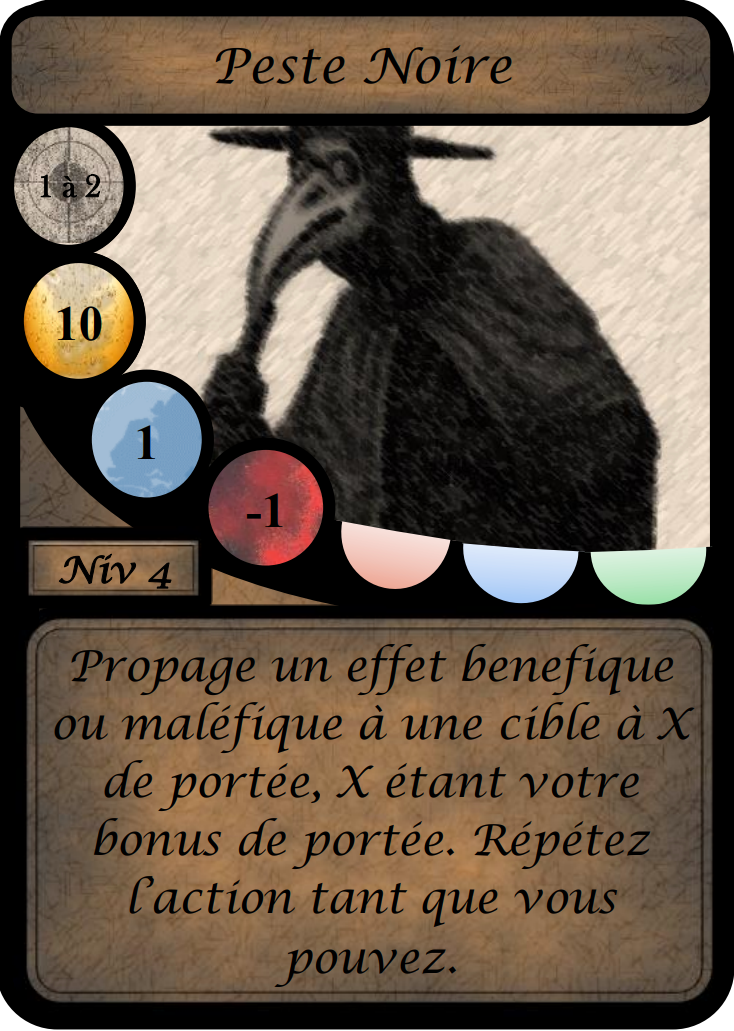 Peste Noire
1 à 2
10
1
-1
Niv 4
Propage un effet benefique
ou maléfique à une cible à X
de portée, X étant votre
bonus de portée. Répétez
l'action tant que vous
pouvez.